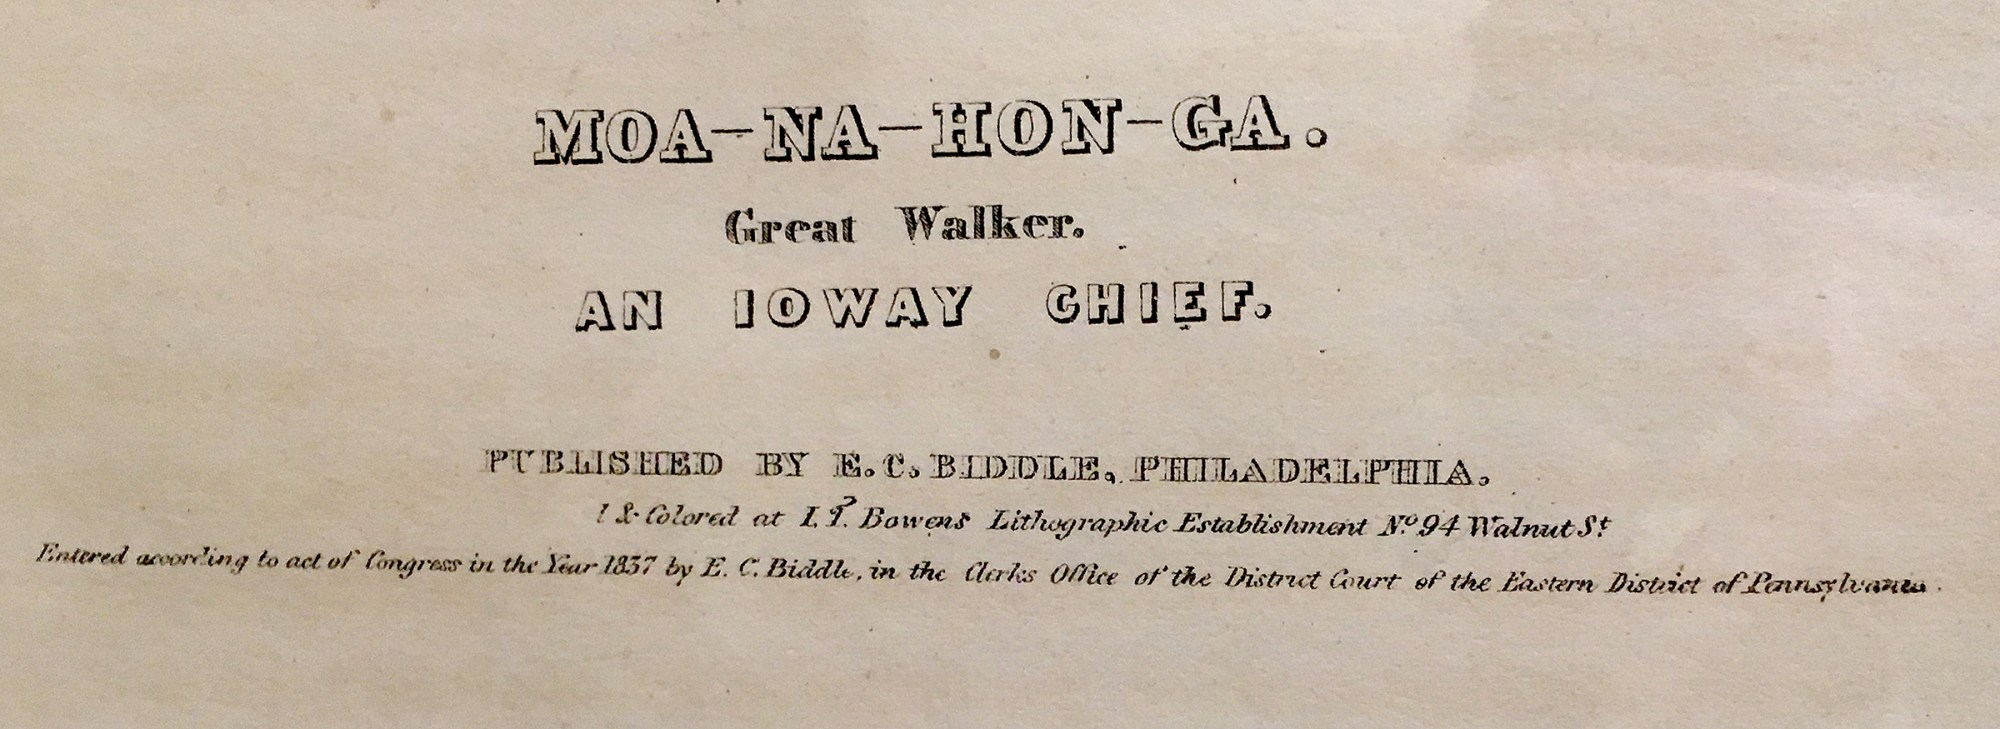 MOA-NA-HON-GA.
Great Walker.
AN IOWAY CHIEF.
PUBLISHED BY E. C. BIDDLE, PHILADELPHIA.
& Colored at I. T. Bowens Lithographic Establishment No. 94 Walnut St
Entered according to act of Congress in the Year 1837 by E. C. Biddle, in the Clerks Office of the District Court of the Eastern District of Pennsylvania.